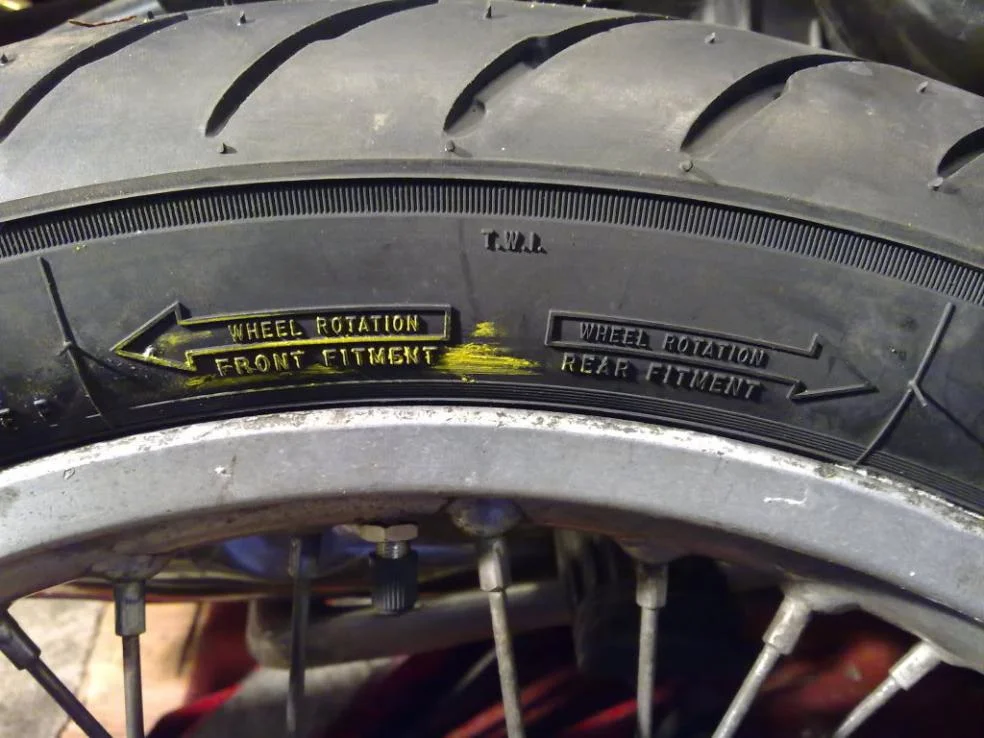 T.W.I.
WHEEL ROTATION
FRONT FITMENT
WHEEL ROTATION
REAR FITMENT